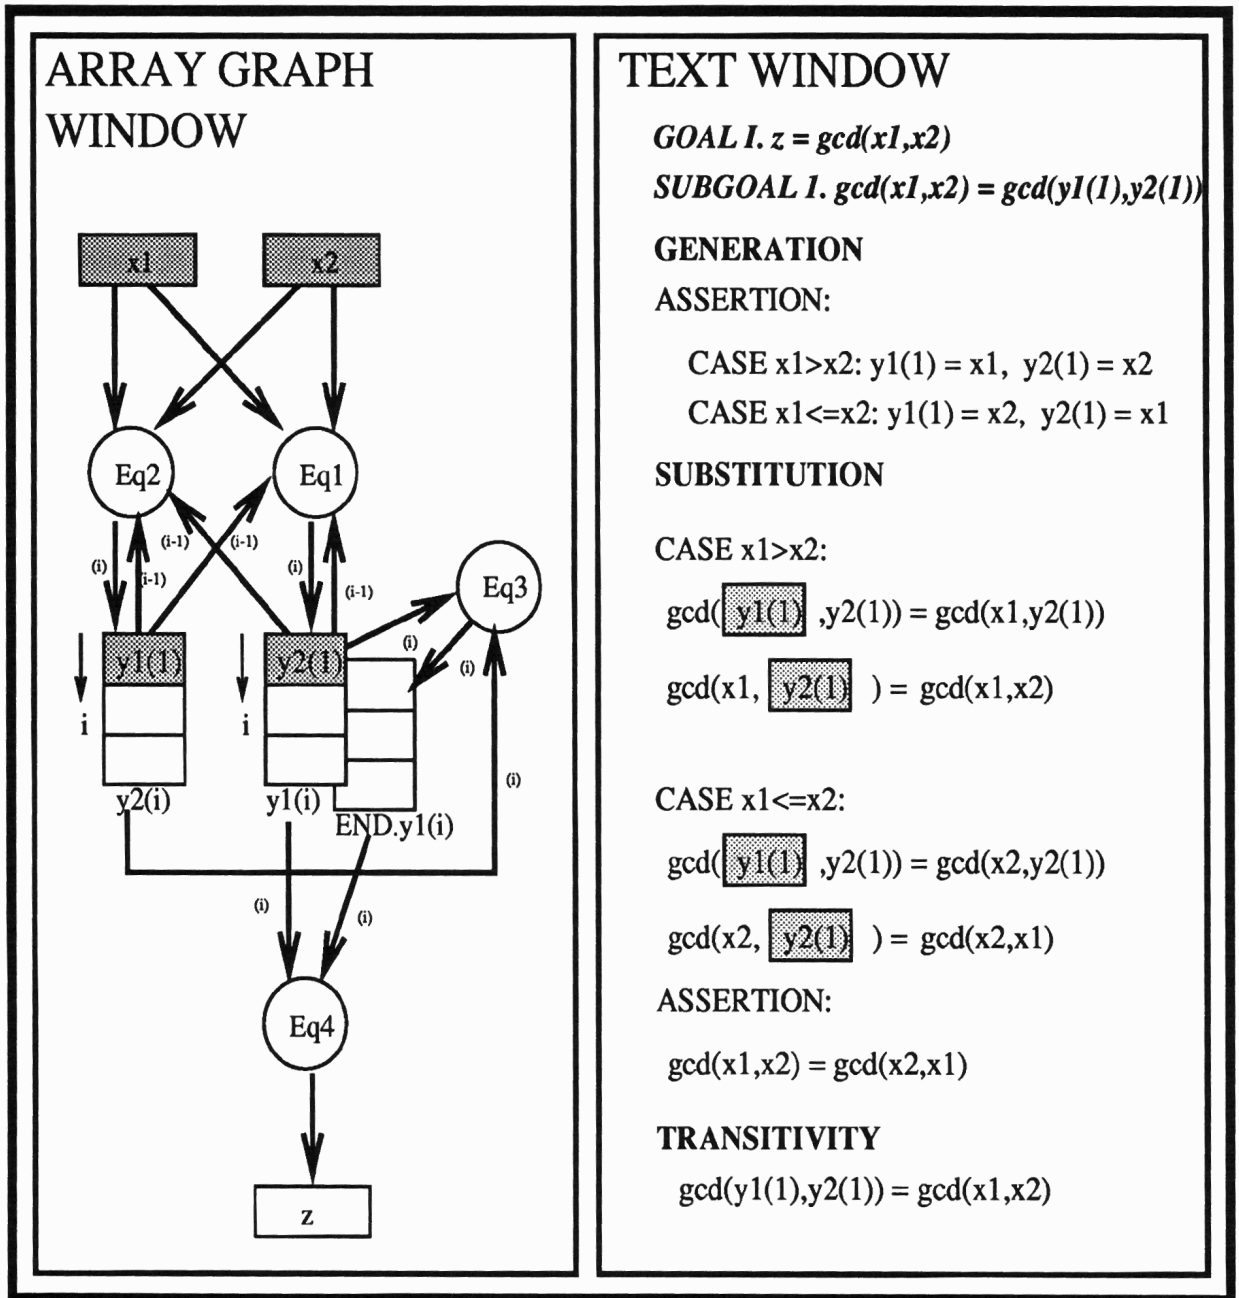 ARRAY GRAPH
WINDOW
x1
x2
Eq2
Eq1
(i)
(i-1)
(i-1)
(i-1)
(i)
(i-1)
Eq3
y1(1)
y2(1)
(i)
(i)
i
i
(i)
y2(i)
y1(i)
END.y1(i)
(i)
(i)
Eq4
z
TEXT WINDOW
GOAL I. z = gcd(x1,x2)
SUBGOAL 1. gcd(x1,x2) = gcd(y1(1),y2(1))
GENERATION
ASSERTION:
CASE x1>x2: y1(1) = x1, y2(1) = x2
CASE x1<=x2: y1(1) = x2, y2(1) = x1
SUBSTITUTION
CASE x1>x2:
gcd( y1(1) ,y2(1)) = gcd(x1,y2(1))
gcd(x1, y2(1) ) = gcd(x1,x2)
CASE x1<=x2:
gcd( y1(1) ,y2(1)) = gcd(x2,y2(1))
gcd(x2, y2(1) ) = gcd(x2,x1)
ASSERTION:
gcd(x1,x2) = gcd(x2,x1)
TRANSITIVITY
gcd(y1(1),y2(1)) = gcd(x1,x2)